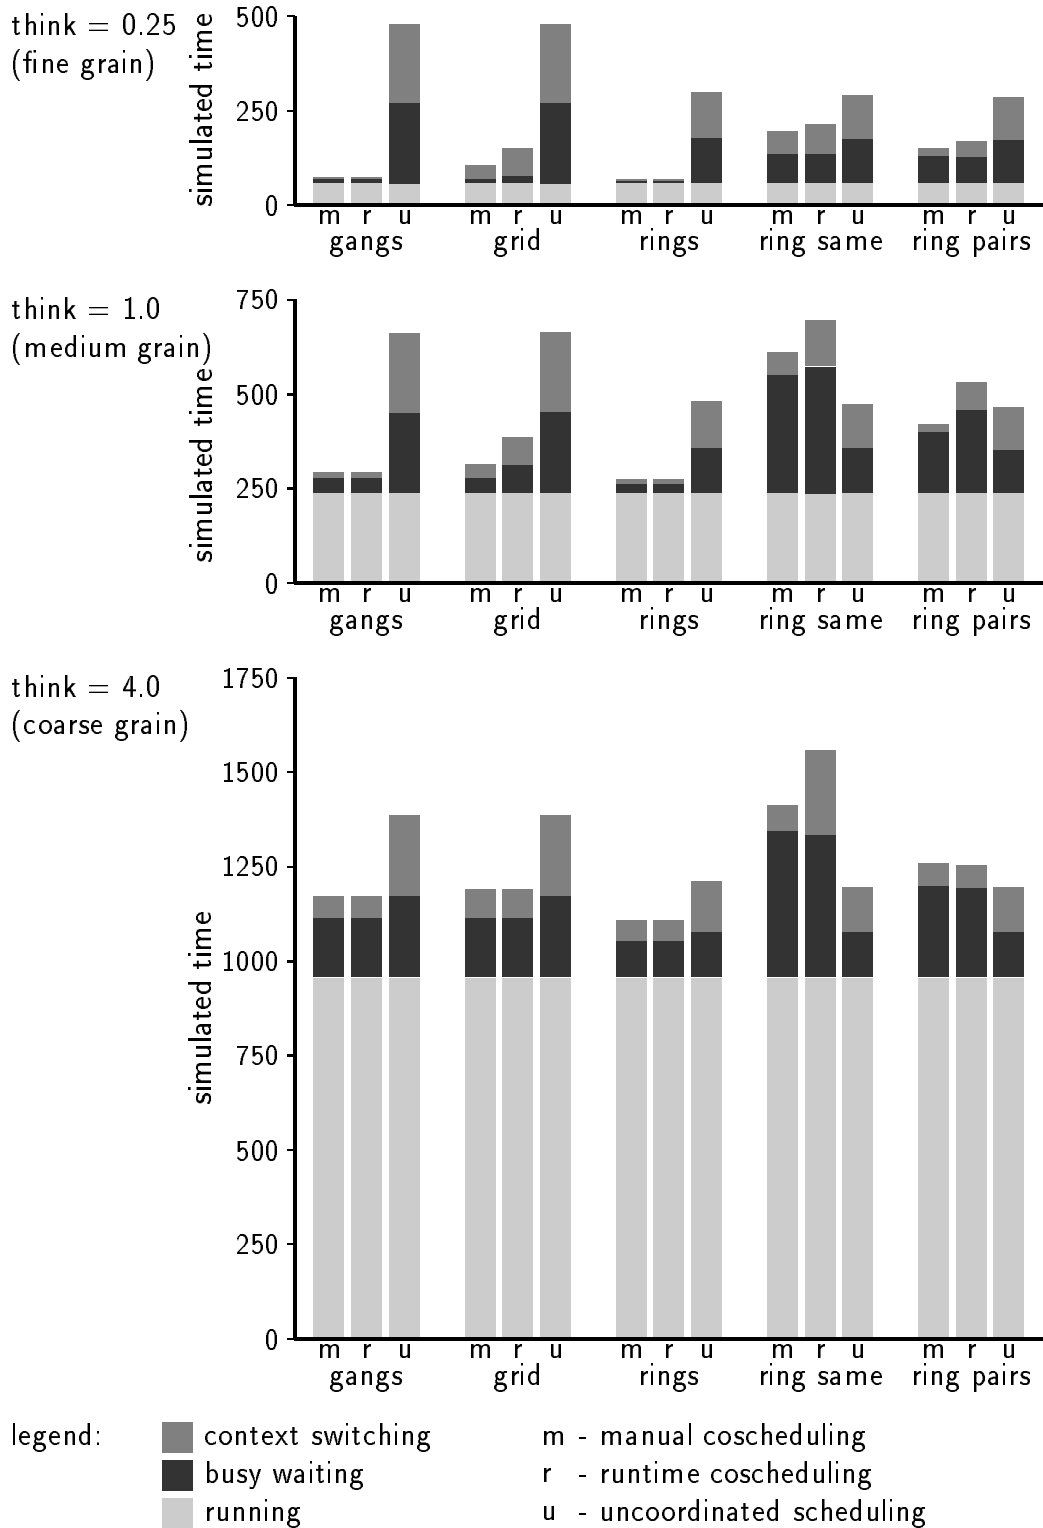 think = 0.25
(fine grain)
simulated time
500
250
0
m r u m r u m r u m r u m r u
gangs grid rings ring same ring pairs
think = 1.0
(medium grain)
simulated time
750
500
250
0
m r u m r u m r u m r u m r u
gangs grid rings ring same ring pairs
think = 4.0
(coarse grain)
simulated time
1750
1500
1250
1000
750
500
250
0
m r u m r u m r u m r u m r u
gangs grid rings ring same ring pairs
legend:
context switching
busy waiting
running
m - manual coscheduling
r - runtime coscheduling
u - uncoordinated scheduling